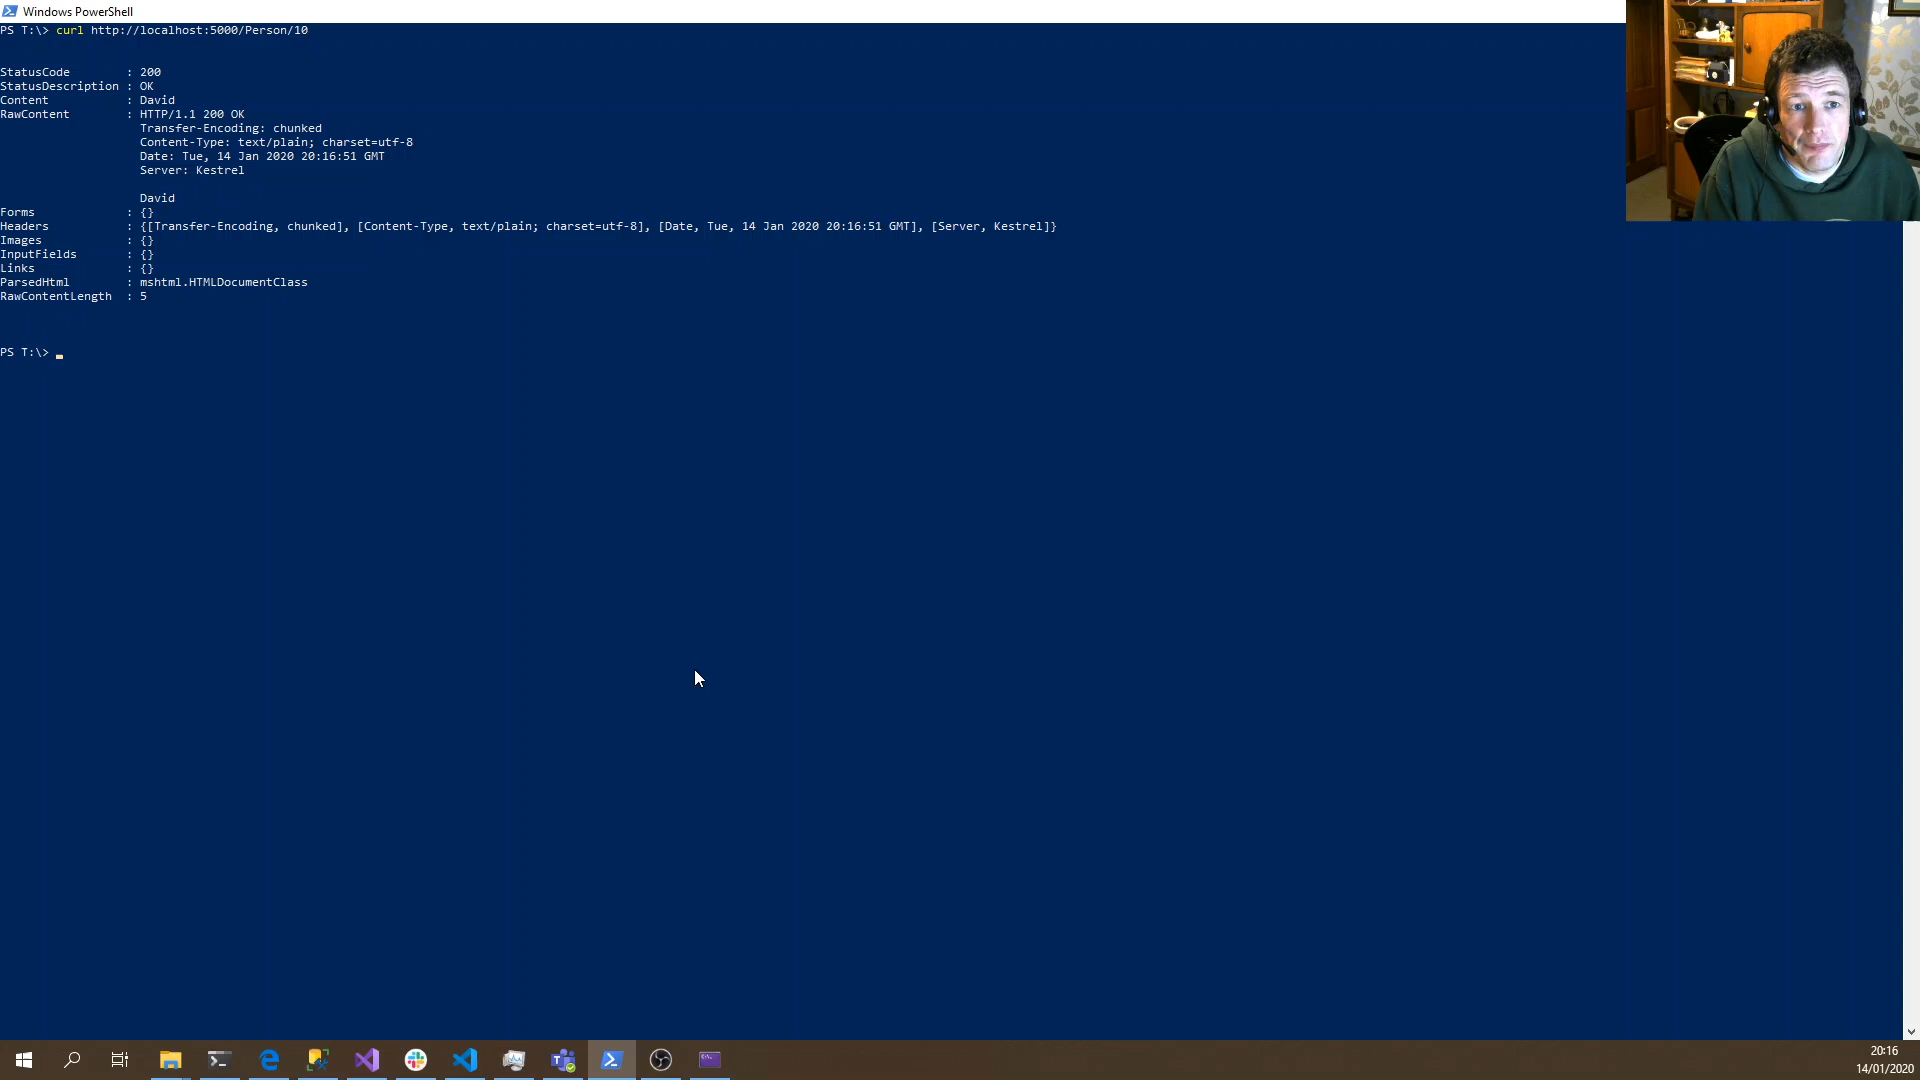 Windows PowerShell
PS T:\> curl http://localhost:5000/Person/10
StatusCode : 200
StatusDescription : OK
Content : David
RawContent : HTTP/1.1 200 OK
Transfer-Encoding: chunked
Content-Type: text/plain; charset=utf-8
Date: Tue, 14 Jan 2020 20:16:51 GMT
Server: Kestrel
David
Forms : {}
Headers : {[Transfer-Encoding, chunked], [Content-Type, text/plain; charset=utf-8], [Date, Tue, 14 Jan 2020 20:16:51 GMT], [Server, Kestrel]}
Images : {}
InputFields : {}
Links : {}
ParsedHtml : mshtml.HTMLDocumentClass
RawContentLength : 5
PS T:\>
20:16
14/01/2020